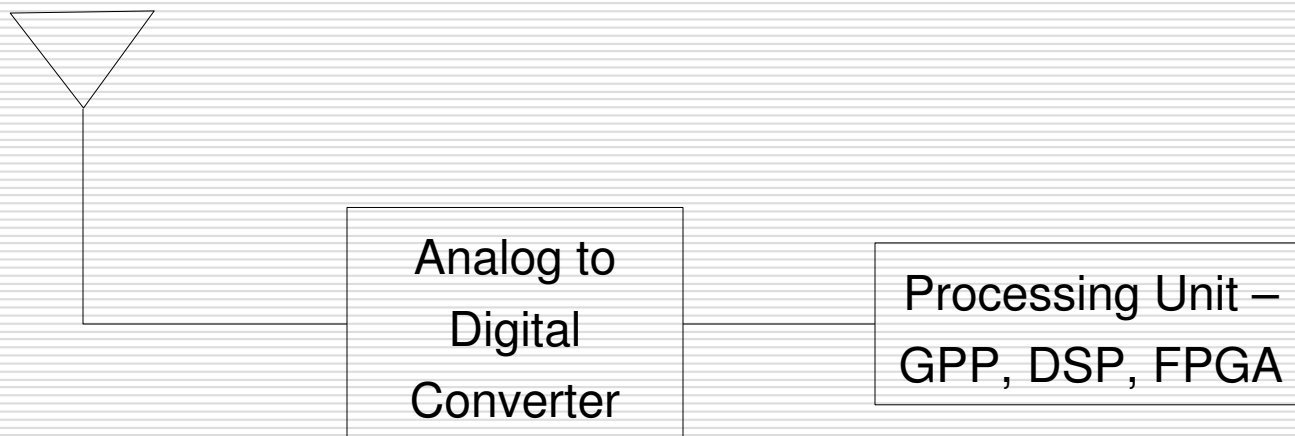 Analog to
Digital
Converter
Processing Unit –
GPP, DSP, FPGA